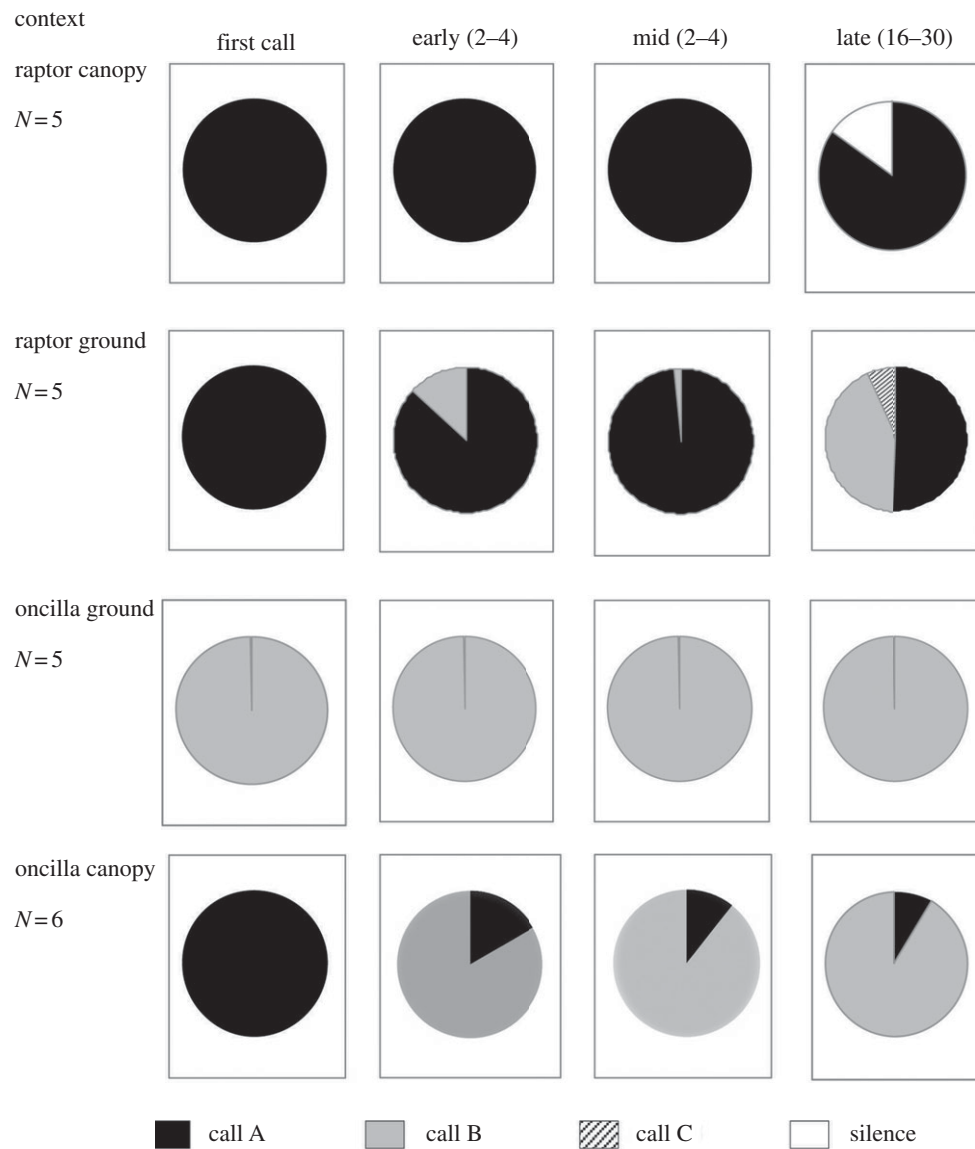 context
first call early (2–4) mid (2–4) late (16–30)
raptor canopy
N=5
raptor ground
N=5
oncilla ground
N=5
oncilla canopy
N=6
call A call B call C silence